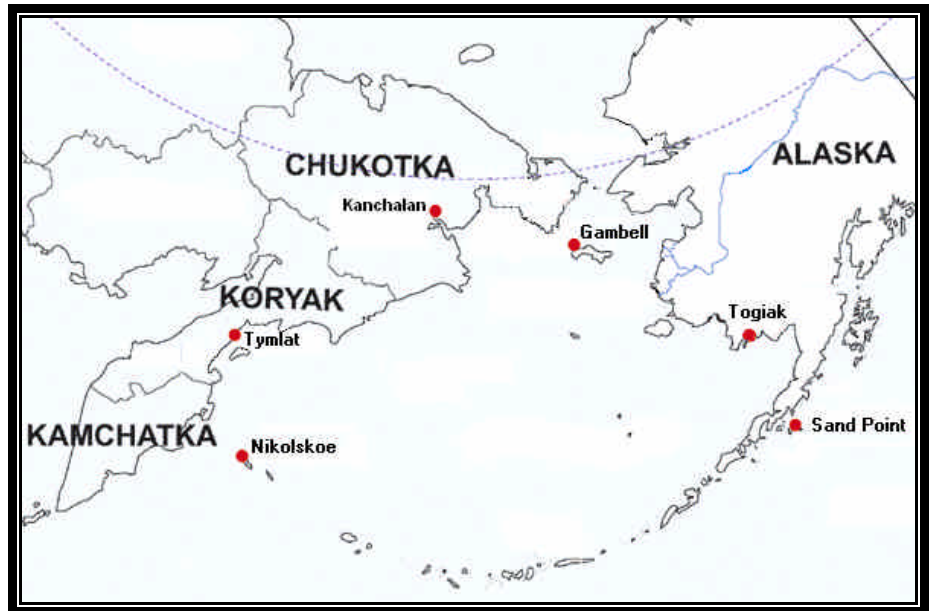 ALASKA
CHUKOTKA
Kanchalan
Gambell
KORYAK
Togiak
Tymlat
Sand Point
KAMCHATKA
Nikolskoe